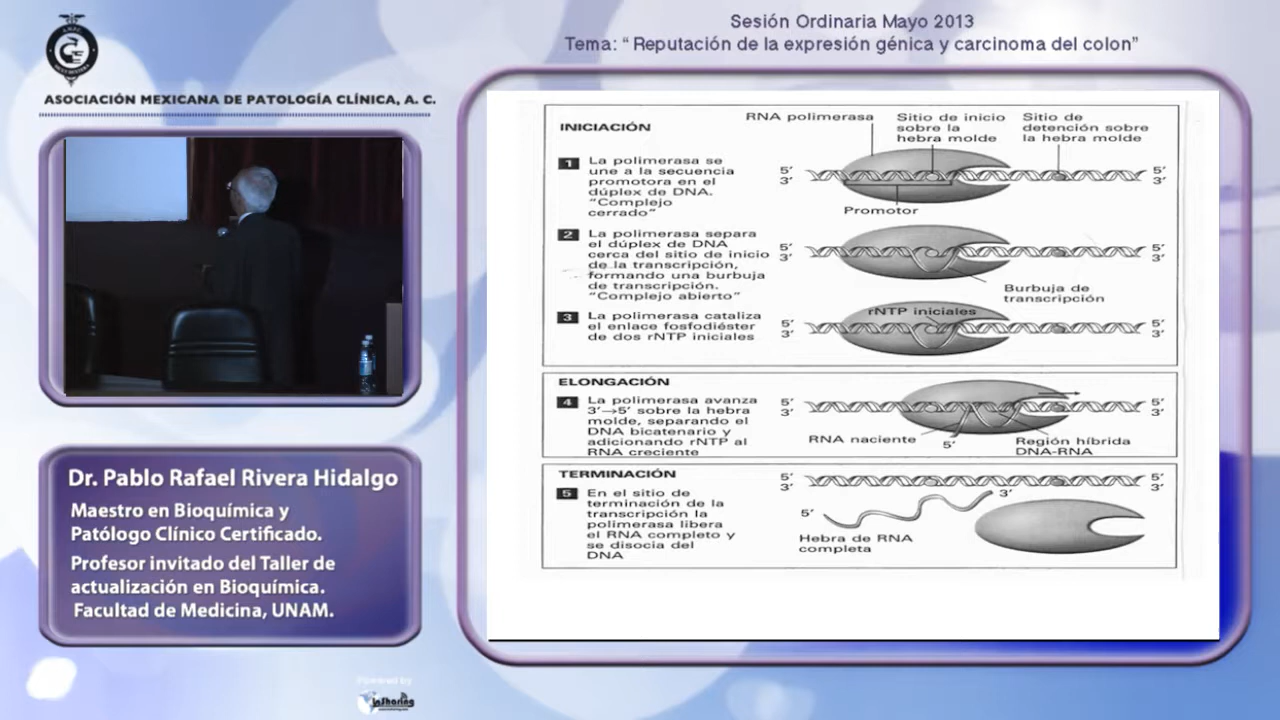 Sesión Ordinaria Mayo 2013
Tema: “ Reputación de la expresión génica y carcinoma del colon”
ASOCIACIÓN MEXICANA DE PATOLOGÍA CLÍNICA, A. C.
Dr. Pablo Rafael Rivera Hidalgo
Maestro en Bioquímica y
Patólogo Clínico Certificado.
Profesor invitado del Taller de
actualización en Bioquímica.
Facultad de Medicina, UNAM.
Powered by
InSharing
INICIACIÓN
1 La polimerasa se
une a la secuencia
promotora en el
dúplex de DNA.
“Complejo
cerrado”
RNA polimerasa
Sitio de inicio
sobre la
hebra molde
Sitio de
detención sobre
la hebra molde
5′ 5′
3′ 3′
Promotor
2 La polimerasa separa
el dúplex de DNA
cerca del sitio de inicio
de la transcripción,
formando una burbuja
de transcripción.
“Complejo abierto”
5′ 5′
3′ 3′
Burbuja de
transcripción
3 La polimerasa cataliza
el enlace fosfodiéster
de dos rNTP iniciales
rNTP iniciales
5′ 5′
3′ 3′
ELONGACIÓN
4 La polimerasa avanza
3′→5′ sobre la hebra
molde, separando el
DNA bicatenario y
adicionando rNTP al
RNA creciente
5′ 5′
3′ 3′
RNA naciente
5′
Región híbrida
DNA-RNA
TERMINACIÓN
5 En el sitio de
terminación de la
transcripción la
polimerasa libera
el RNA completo y
se disocia del
DNA
5′ 5′
3′ 3′
5′ 3′
Hebra de RNA
completa